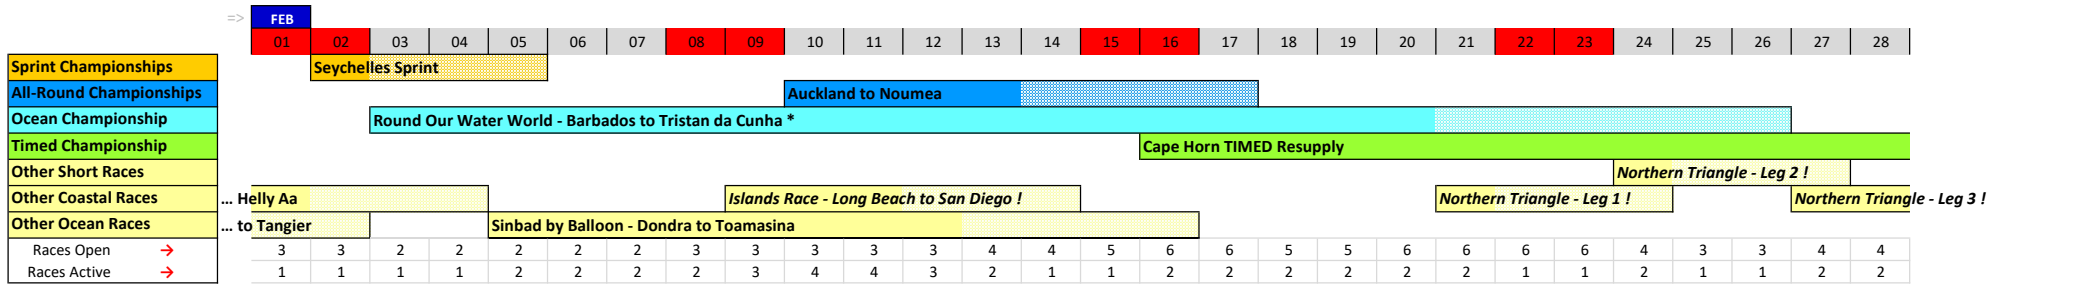 => FEB
01 02 03 04 05 06 07 08 09 10 11 12 13 14 15 16 17 18 19 20 21 22 23 24 25 26 27 28
Sprint Championships Seychelles Sprint
All-Round Championships Auckland to Noumea
Ocean Championship Round Our Water World - Barbados to Tristan da Cunha *
Timed Championship Cape Horn TIMED Resupply
Other Short Races Northern Triangle - Leg 2 !
Other Coastal Races ... Helly Aa Islands Race - Long Beach to San Diego ! Northern Triangle - Leg 1 ! Northern Triangle - Leg 3 !
Other Ocean Races ... to Tangier Sinbad by Balloon - Dondra to Toamasina
Races Open → 3 3 2 2 2 2 2 3 3 3 3 3 4 4 5 6 6 5 5 6 6 6 6 4 3 3 4 4
Races Active → 1 1 1 1 2 2 2 2 3 4 4 3 2 1 1 2 2 2 2 2 2 1 1 2 1 1 2 2